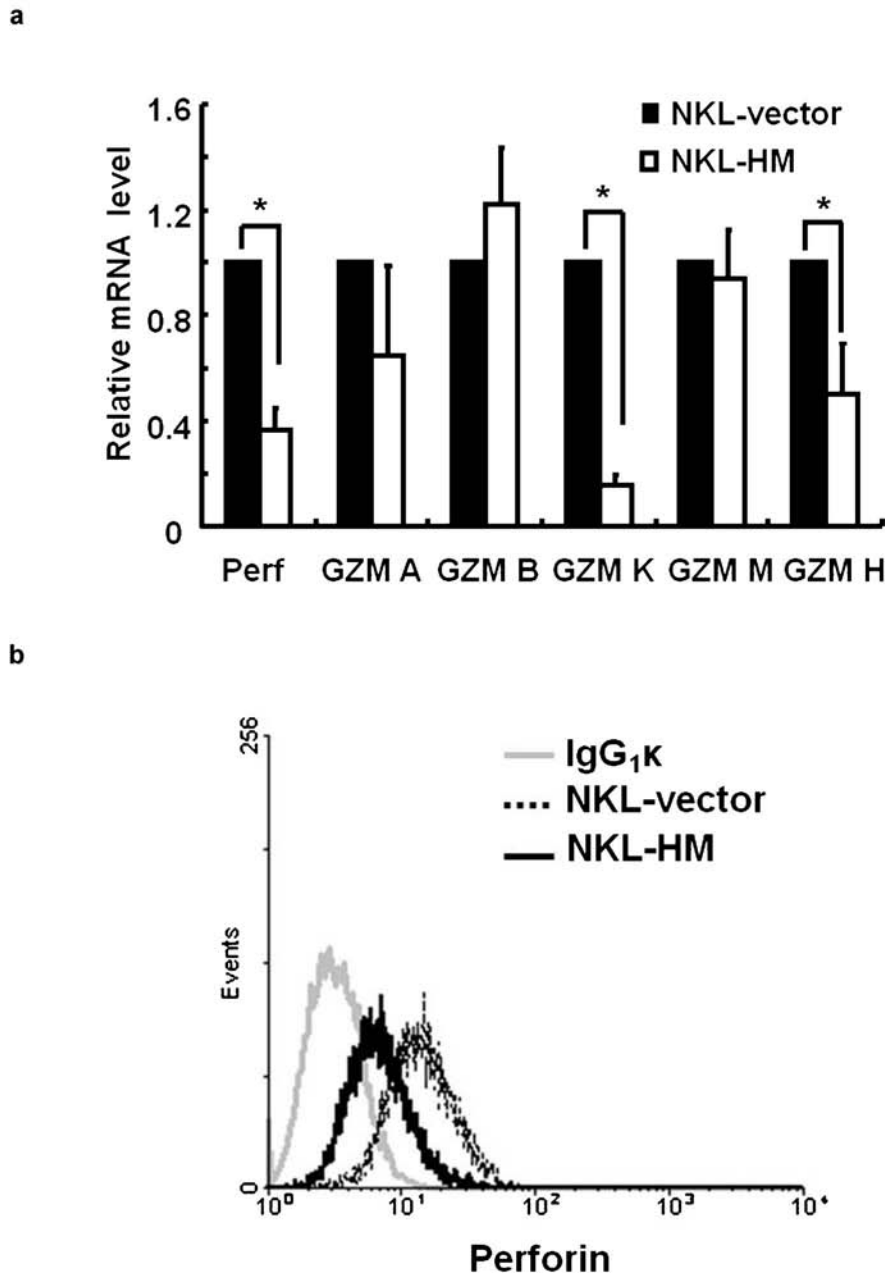 a
Relative mRNA level
1.6
1.2
0.8
0.4
0
NKL-vector
NKL-HM
*
*
*
Perf GZM A GZM B GZM K GZM M GZM H
b
256
Events
0
IgG₁κ
NKL-vector
NKL-HM
10⁰ 10¹ 10² 10³ 10⁴
Perforin